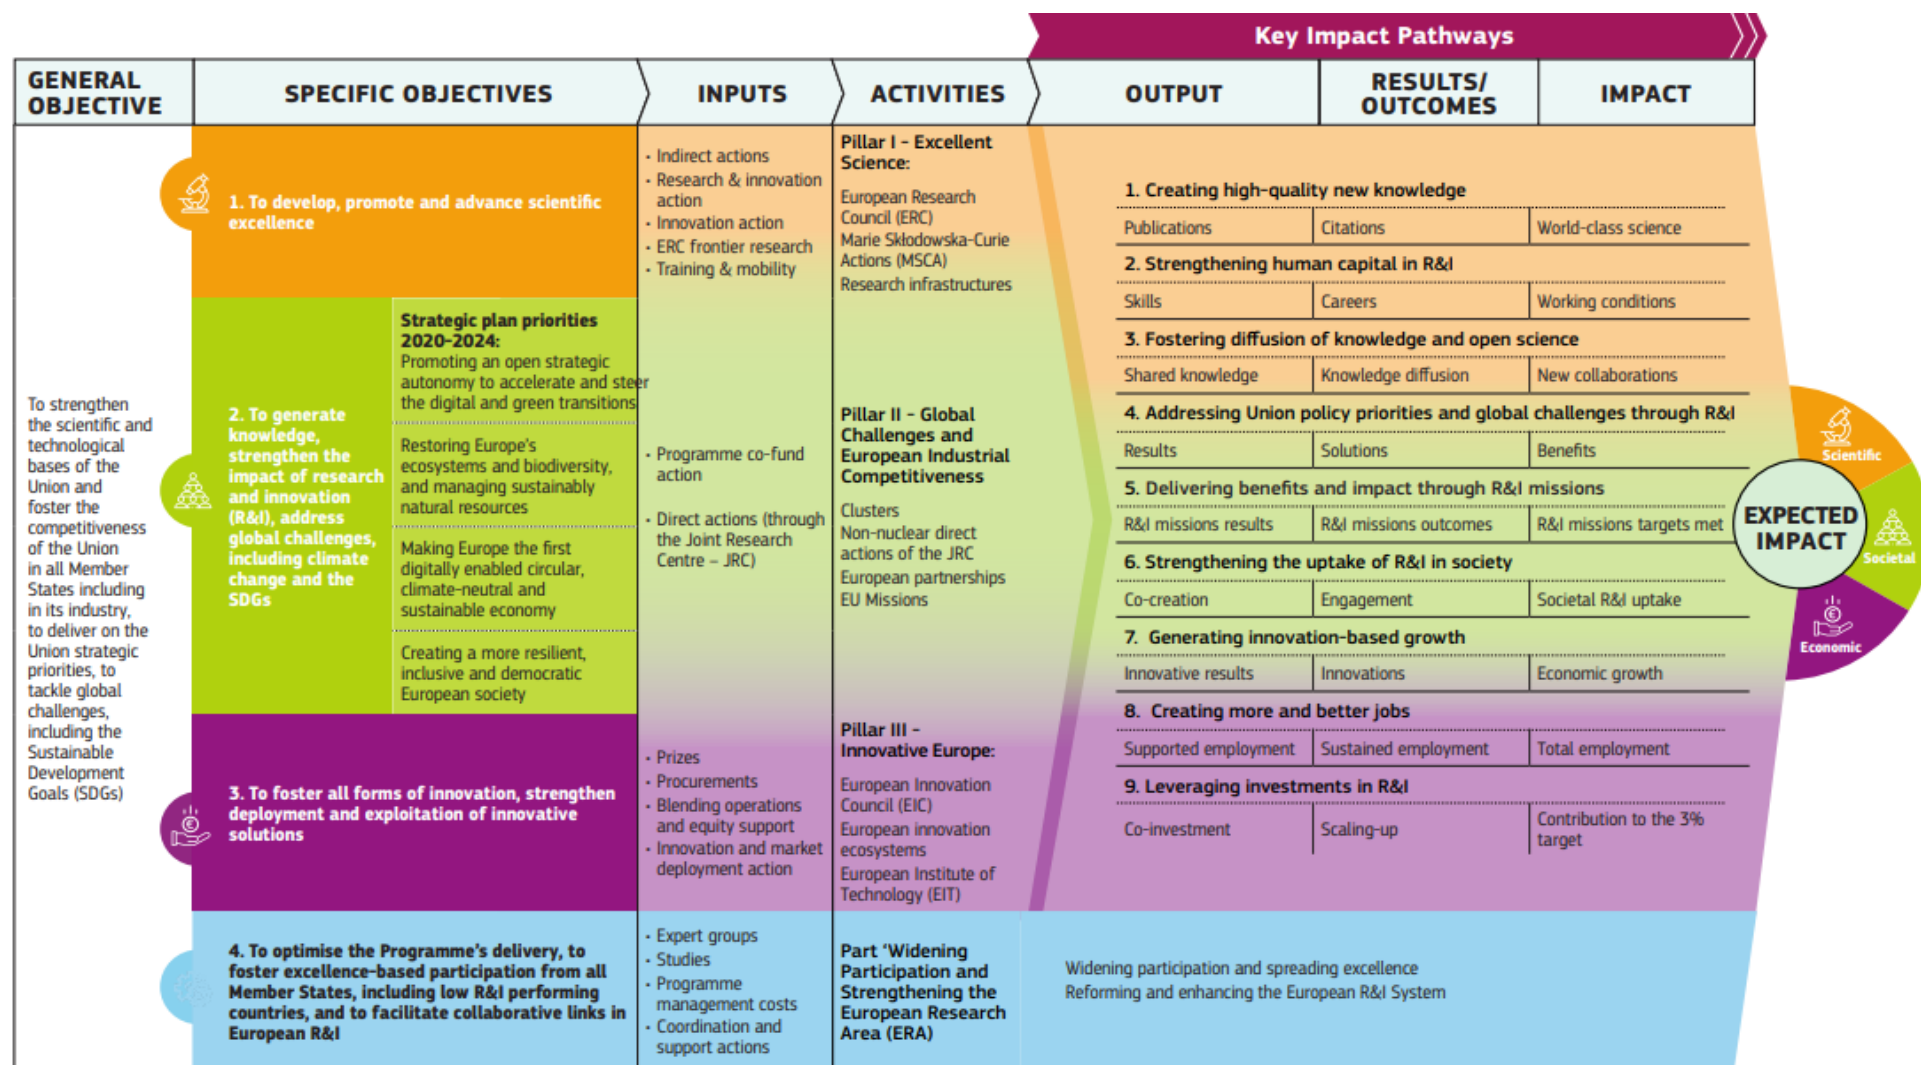 Key Impact Pathways
GENERAL
OBJECTIVE
SPECIFIC OBJECTIVES
INPUTS
ACTIVITIES
OUTPUT
RESULTS/
OUTCOMES
IMPACT
To strengthen
the scientific and
technological
bases of the
Union and
foster the
competitiveness
of the Union
in all Member
States including
in its industry,
to deliver on the
Union strategic
priorities, to
tackle global
challenges,
including the
Sustainable
Development
Goals (SDGs)
1. To develop, promote and advance scientific
excellence
2. To generate
knowledge,
strengthen the
impact of research
and innovation
(R&I), address
global challenges,
including climate
change and the
SDGs
Strategic plan priorities
2020-2024:
Promoting an open strategic
autonomy to accelerate and steer
the digital and green transitions
Restoring Europe's
ecosystems and biodiversity,
and managing sustainably
natural resources
Making Europe the first
digitally enabled circular,
climate-neutral and
sustainable economy
Creating a more resilient,
inclusive and democratic
European society
3. To foster all forms of innovation, strengthen
deployment and exploitation of innovative
solutions
4. To optimise the Programme's delivery, to
foster excellence-based participation from all
Member States, including low R&I performing
countries, and to facilitate collaborative links in
European R&I
• Indirect actions
• Research & innovation
action
• Innovation action
• ERC frontier research
• Training & mobility
• Programme co-fund
action
• Direct actions (through
the Joint Research
Centre – JRC)
• Prizes
• Procurements
• Blending operations
and equity support
• Innovation and market
deployment action
• Expert groups
• Studies
• Programme
management costs
• Coordination and
support actions
Pillar I - Excellent
Science:
European Research
Council (ERC)
Marie Skłodowska-Curie
Actions (MSCA)
Research infrastructures
Pillar II - Global
Challenges and
European Industrial
Competitiveness
Clusters
Non-nuclear direct
actions of the JRC
European partnerships
EU Missions
Pillar III -
Innovative Europe:
European Innovation
Council (EIC)
European innovation
ecosystems
European Institute of
Technology (EIT)
Part ‘Widening
Participation and
Strengthening the
European Research
Area (ERA)
1. Creating high-quality new knowledge
Publications
Citations
World-class science
2. Strengthening human capital in R&I
Skills
Careers
Working conditions
3. Fostering diffusion of knowledge and open science
Shared knowledge
Knowledge diffusion
New collaborations
4. Addressing Union policy priorities and global challenges through R&I
Results
Solutions
Benefits
5. Delivering benefits and impact through R&I missions
R&I missions results
R&I missions outcomes
R&I missions targets met
6. Strengthening the uptake of R&I in society
Co-creation
Engagement
Societal R&I uptake
7. Generating innovation-based growth
Innovative results
Innovations
Economic growth
8. Creating more and better jobs
Supported employment
Sustained employment
Total employment
9. Leveraging investments in R&I
Co-investment
Scaling-up
Contribution to the 3%
target
Widening participation and spreading excellence
Reforming and enhancing the European R&I System
Scientific
EXPECTED
IMPACT
Societal
Economic